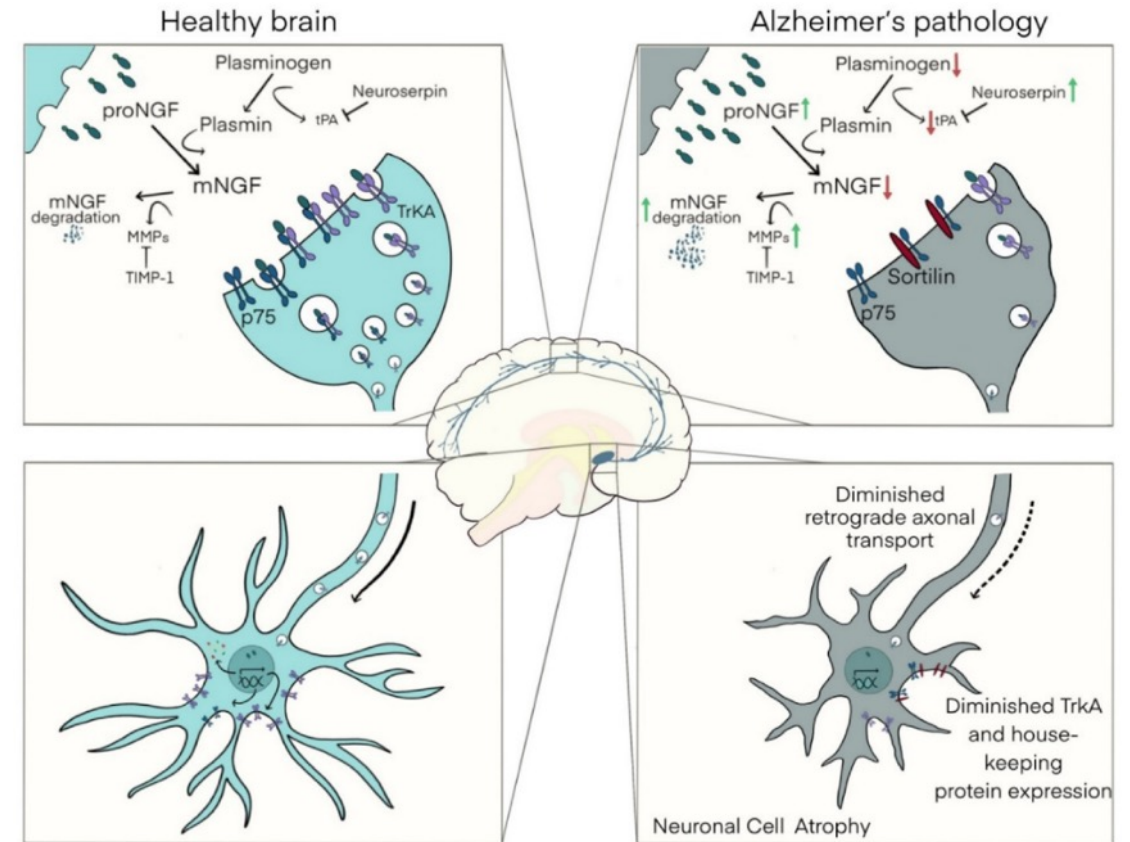 Healthy brain
Alzheimer's pathology
Plasminogen
Neuroserpin
proNGF
tPA
Plasmin
mNGF
mNGF
degradation
MMPs
TIMP-1
TrKA
p75
Plasminogen
Neuroserpin
proNGF
tPA
Plasmin
mNGF
mNGF
degradation
MMPs
TIMP-1
Sortilin
p75
Diminished
retrograde axonal
transport
Diminished TrkA
and house-
keeping
protein expression
Neuronal Cell Atrophy